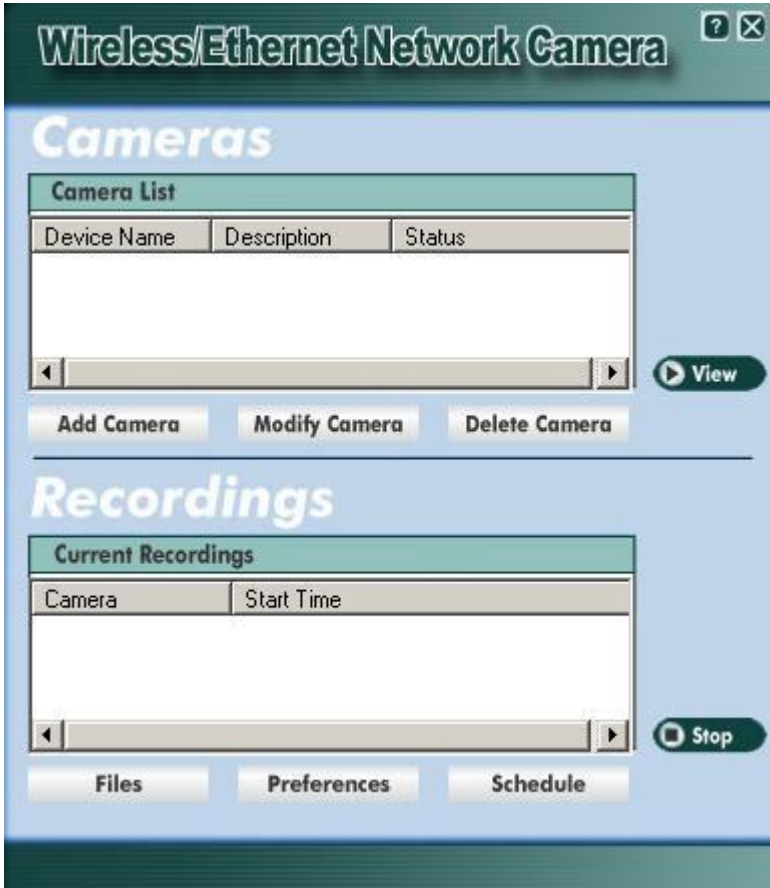 Wireless/Ethernet Network Camera ?
Cameras
Camera List
Device Name Description Status
View
Add Camera Modify Camera Delete Camera
Recordings
Current Recordings
Camera Start Time
Stop
Files Preferences Schedule